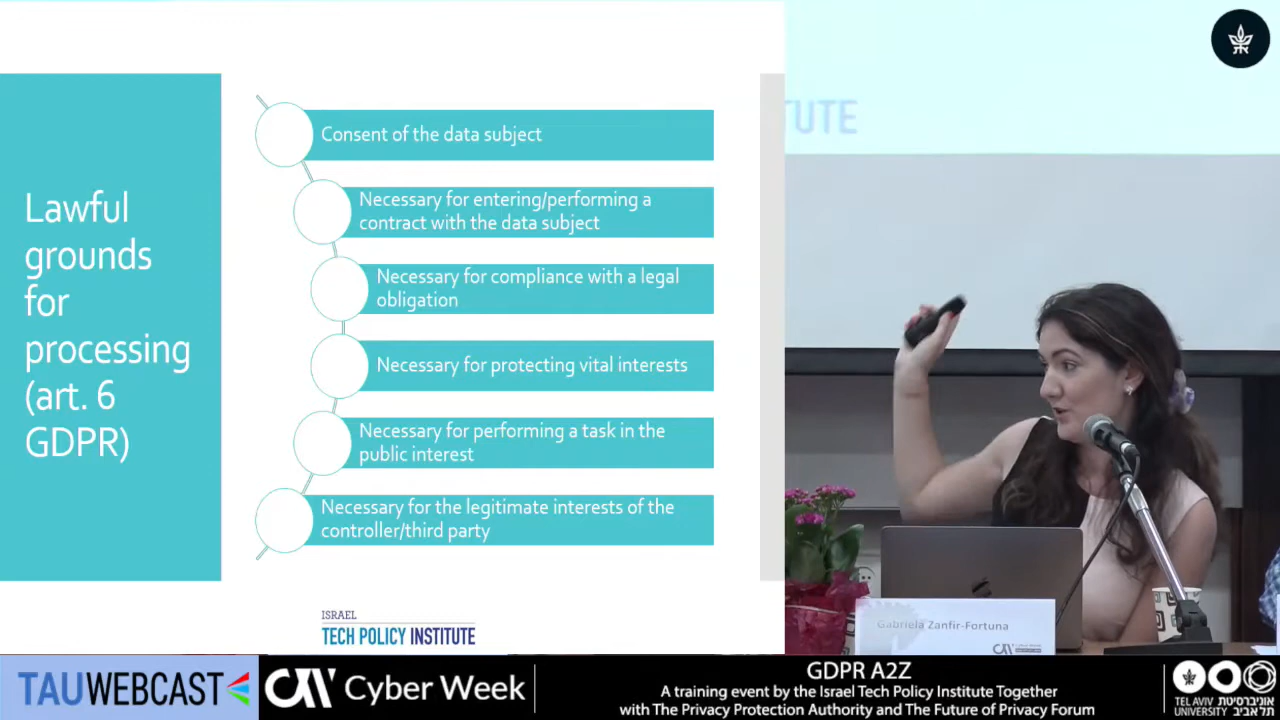 Lawful
grounds
for
processing
(art. 6
GDPR)
Consent of the data subject
Necessary for entering/performing a
contract with the data subject
Necessary for compliance with a legal
obligation
Necessary for protecting vital interests
Necessary for performing a task in the
public interest
Necessary for the legitimate interests of the
controller/third party
ISRAEL
TECH POLICY INSTITUTE
TUTE
Gabriela Zanfir-Fortuna
TAUWEBCAST
Cyber Week
GDPR A2Z
A training event by the Israel Tech Policy Institute Together
with The Privacy Protection Authority and The Future of Privacy Forum
TEL AVIV אוניברסיטת
UNIVERSITY תל אביב